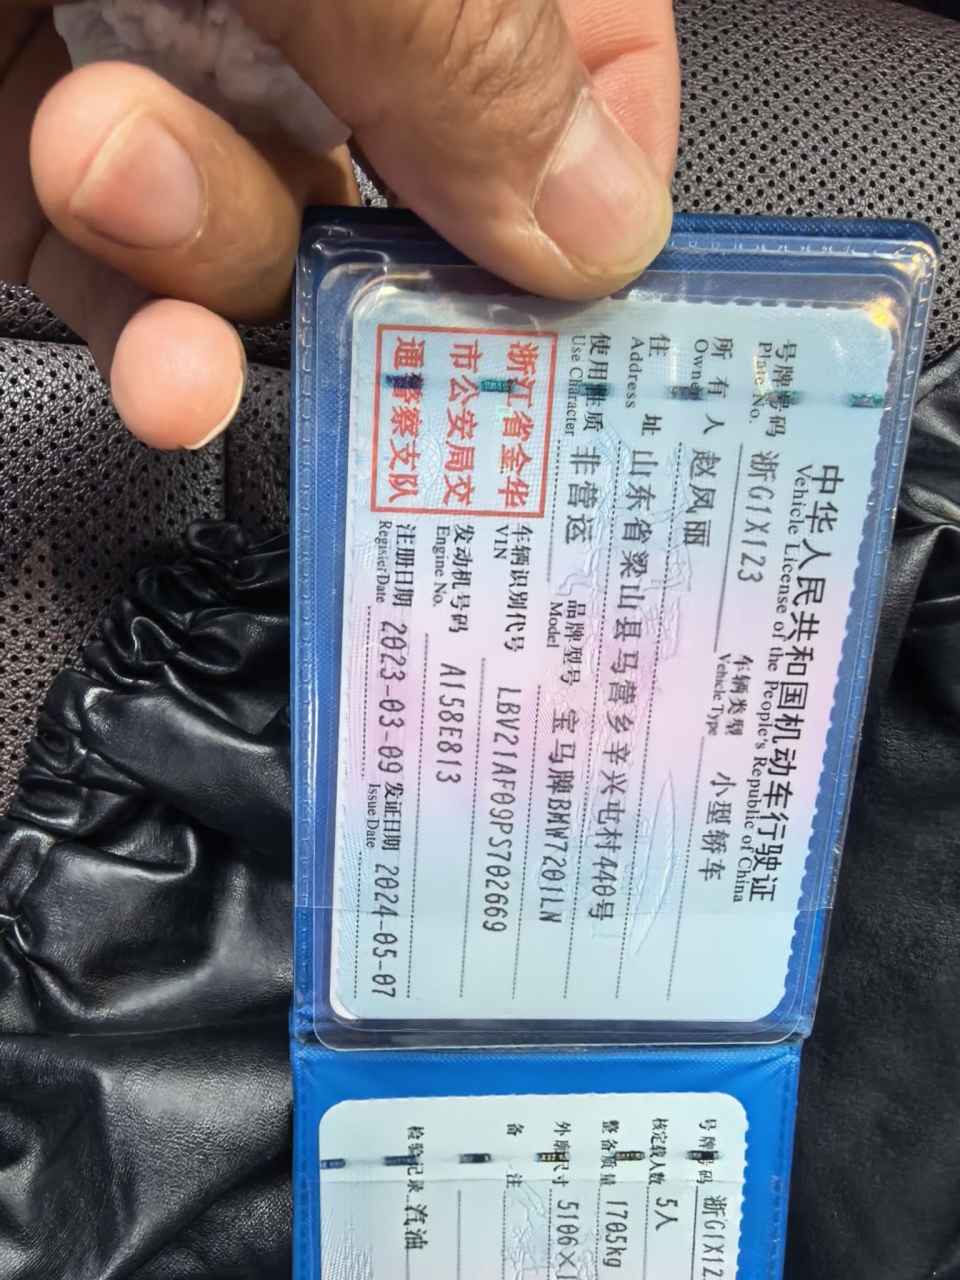 中华人民共和国机动车行驶证
Vehicle License of the People's Republic of China
号牌号码 浙G1X123 车辆类型 小型轿车
Plate No. Vehicle Type
所有人 赵凤丽
Owner
住址 山东省梁山县马营乡辛兴屯村440号
Address
使用性质 非营运 品牌型号 宝马牌BMW7201LN
Use Character Model
浙江省金华
市公安局交
通警察支队
车辆识别代号 LBV21AF09PS702669
VIN
发动机号码 A158E813
Engine No.
注册日期 2023-03-09 发证日期 2024-05-07
Register Date Issue Date
号牌号码 浙G1X12
核定载人数 5人
整备质量 1705kg
外廓尺寸 5106×1
备注
检验记录 汽油